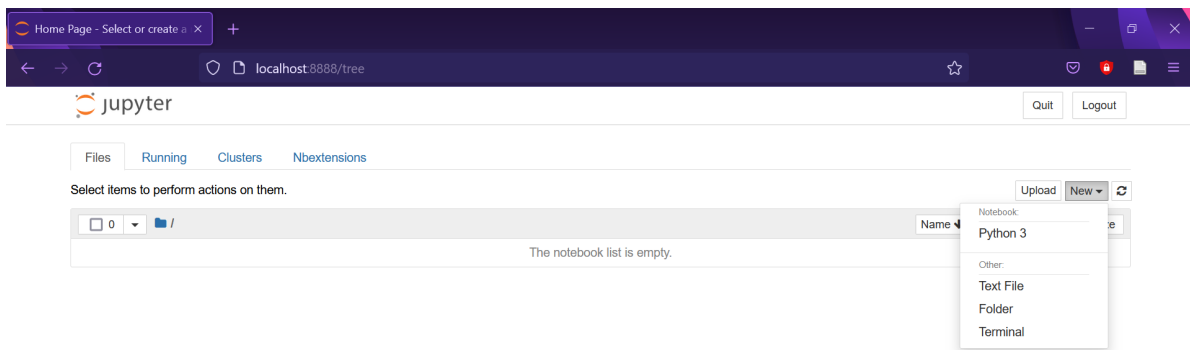 Home Page - Select or create a
localhost:8888/tree
jupyter
Quit Logout
Files Running Clusters Nbextensions
Select items to perform actions on them.
Upload New
0 /
Name
The notebook list is empty.
Notebook:
Python 3
Other:
Text File
Folder
Terminal